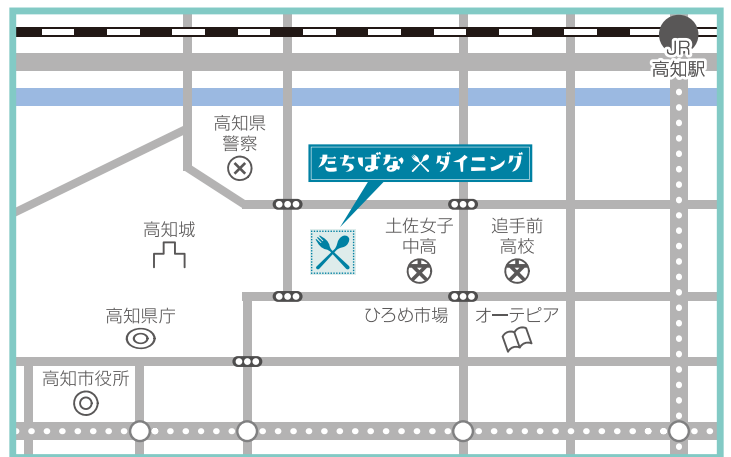 JR
高知駅
高知県
警察
たちばなダイニング
高知城
土佐女子
中高
追手前
高校
高知県庁
ひろめ市場
オーテピア
高知市役所